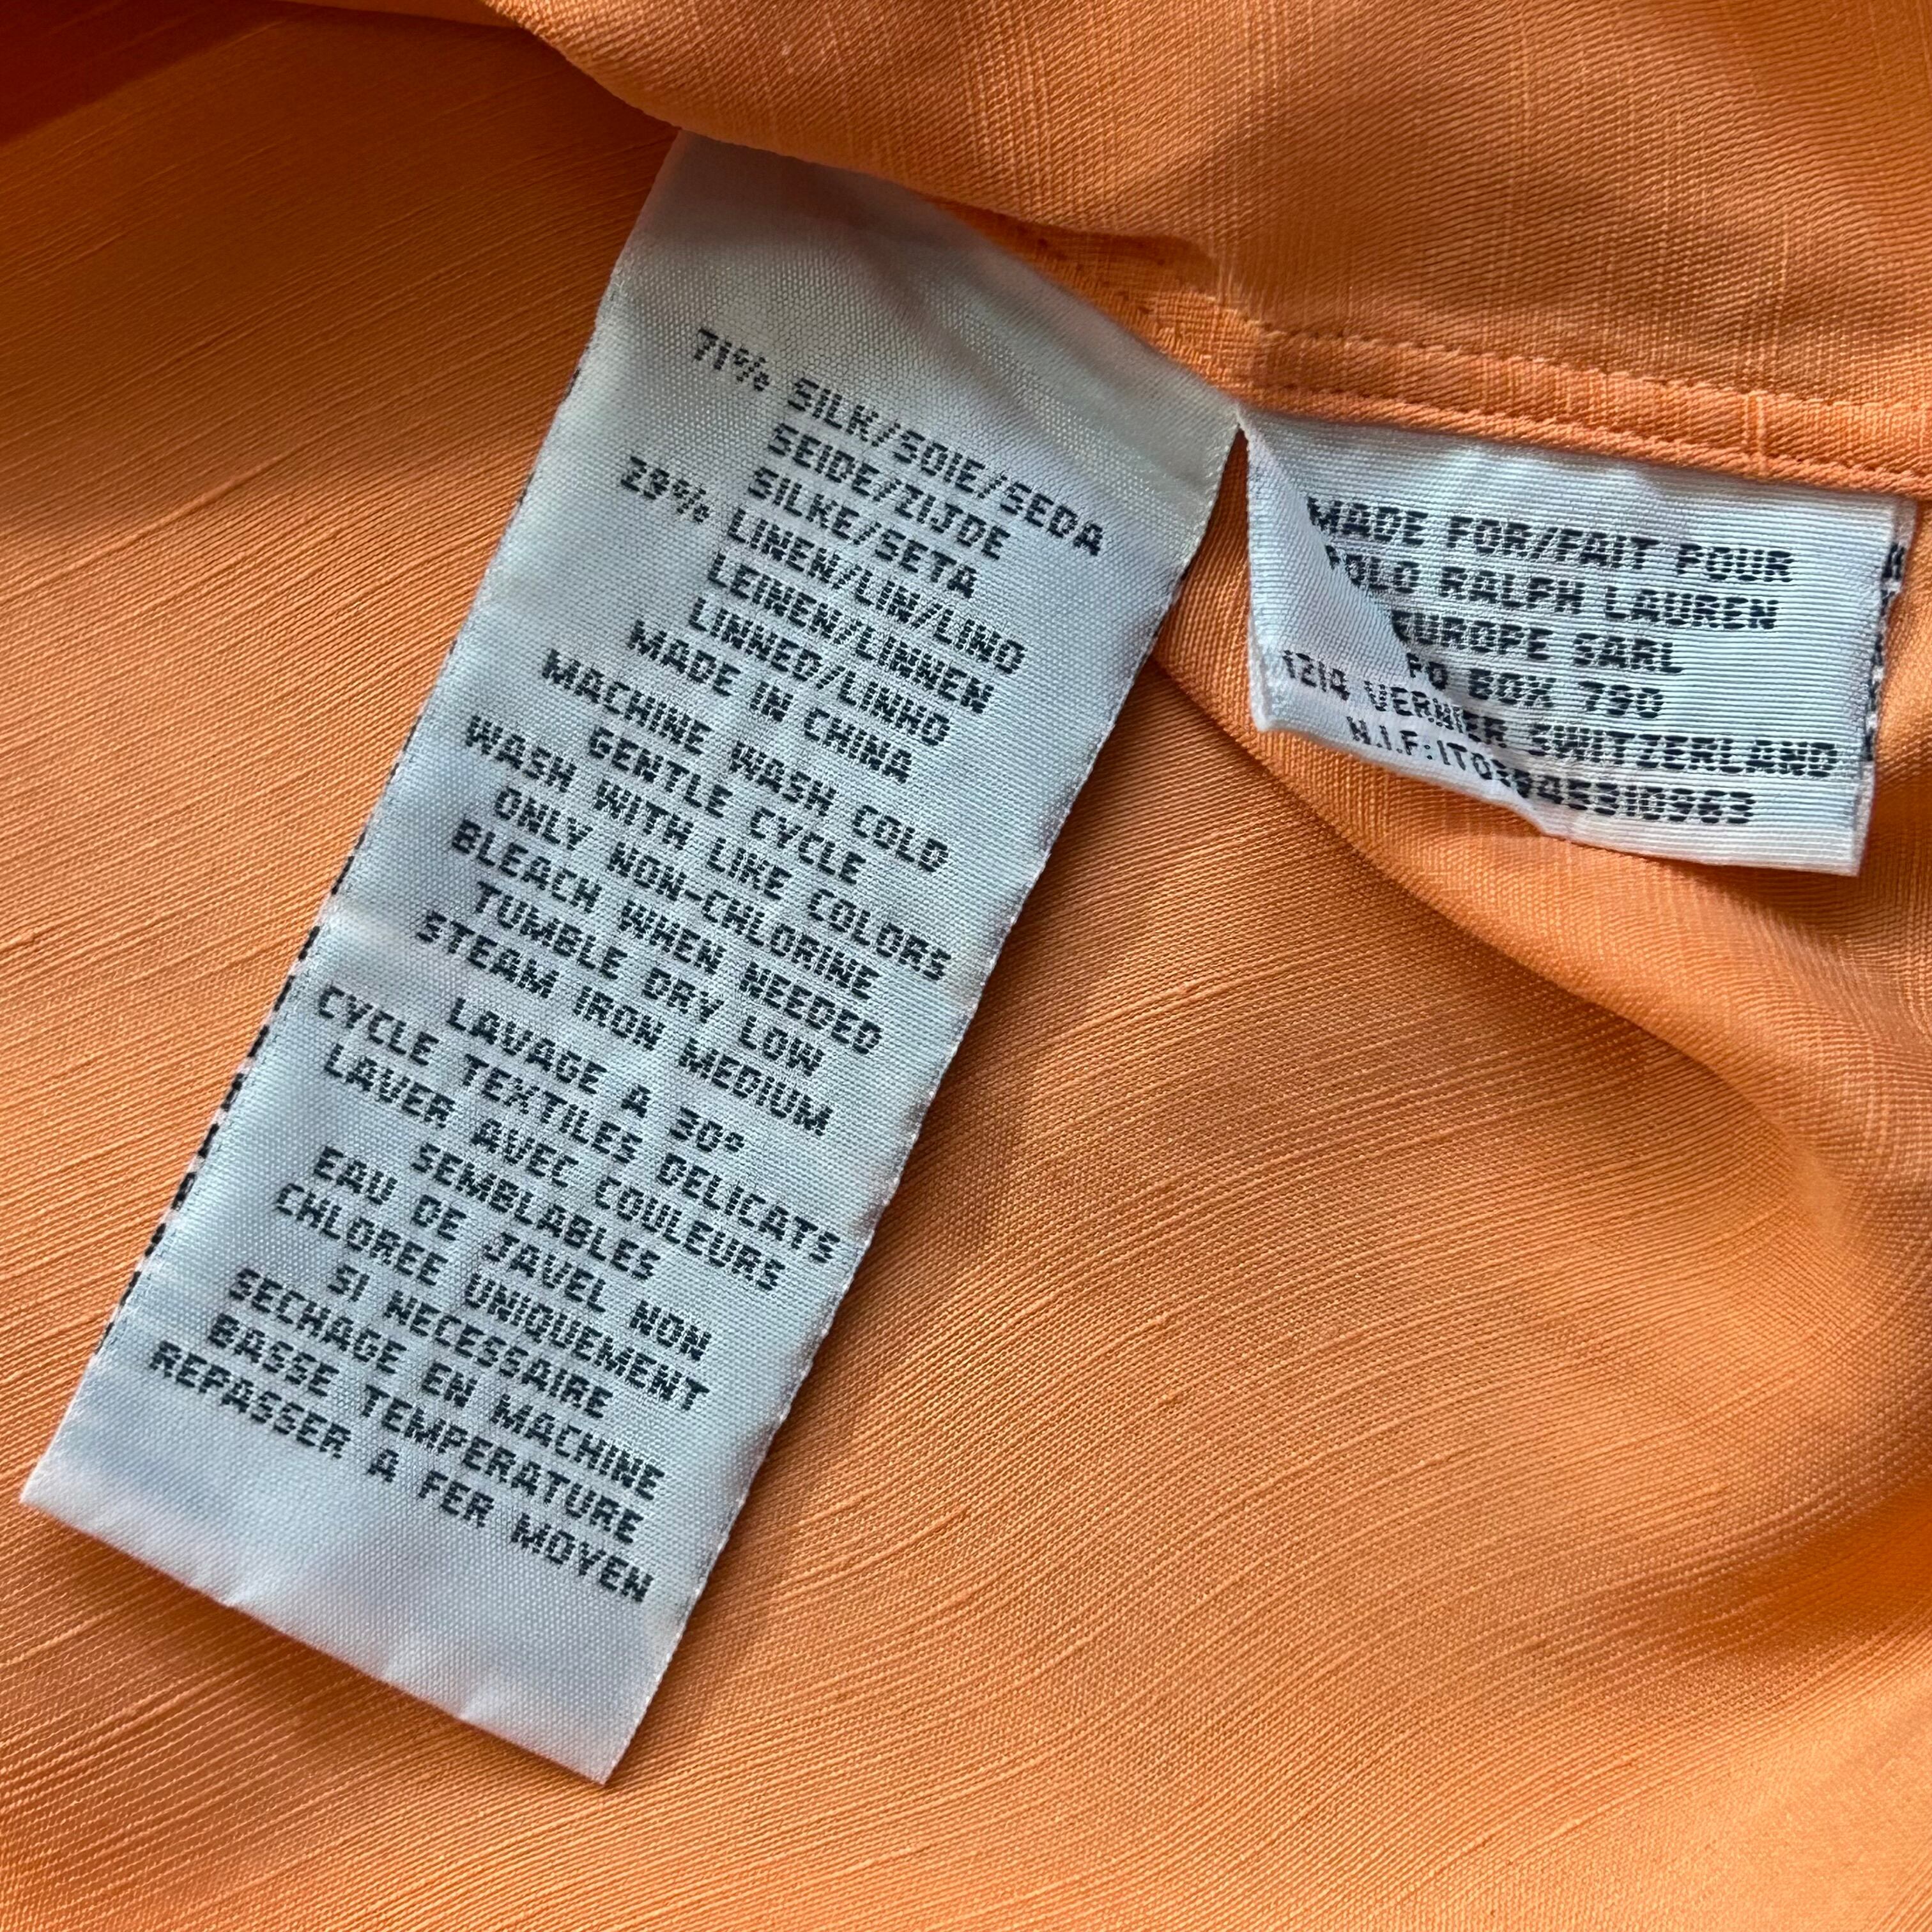 71% SILK/SOIE/SEDA
SEIDE/ZIJDE
SILKE/SETA
29% LINEN/LIN/LINO
LEINEN/LINNEN
LINNED/LINHO
MADE IN CHINA
MACHINE WASH COLD
GENTLE CYCLE
WASH WITH LIKE COLORS
ONLY NON-CHLORINE
BLEACH WHEN NEEDED
TUMBLE DRY LOW
STEAM IRON MEDIUM
LAVAGE A 30°
CYCLE TEXTILES DELICATS
LAVER AVEC COULEURS
SEMBLABLES
EAU DE JAVEL NON
CHLOREE UNIQUEMENT
SI NECESSAIRE
SECHAGE EN MACHINE
BASSE TEMPERATURE
REPASSER A FER MOYEN
MADE FOR/FAIT POUR
POLO RALPH LAUREN
EUROPE SARL
PO BOX 790
1214 VERNIER SWITZERLAND
N.I.F: